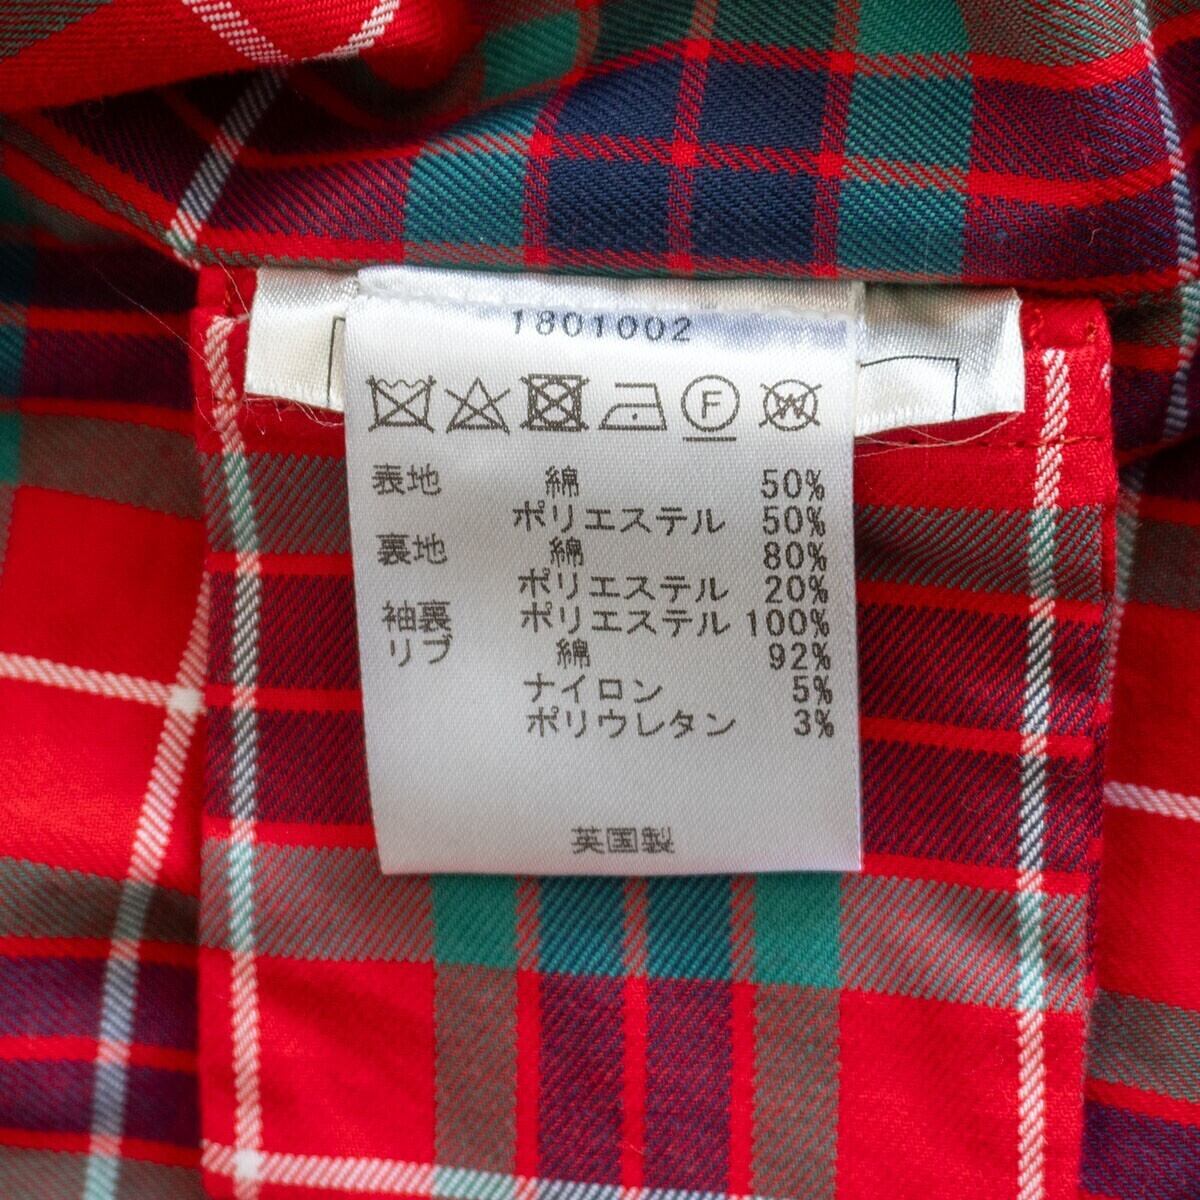 1801002
F W
表地 綿 50%
ポリエステル 50%
裏地 綿 80%
ポリエステル 20%
袖裏 ポリエステル 100%
リブ 綿 92%
ナイロン 5%
ポリウレタン 3%
英国製